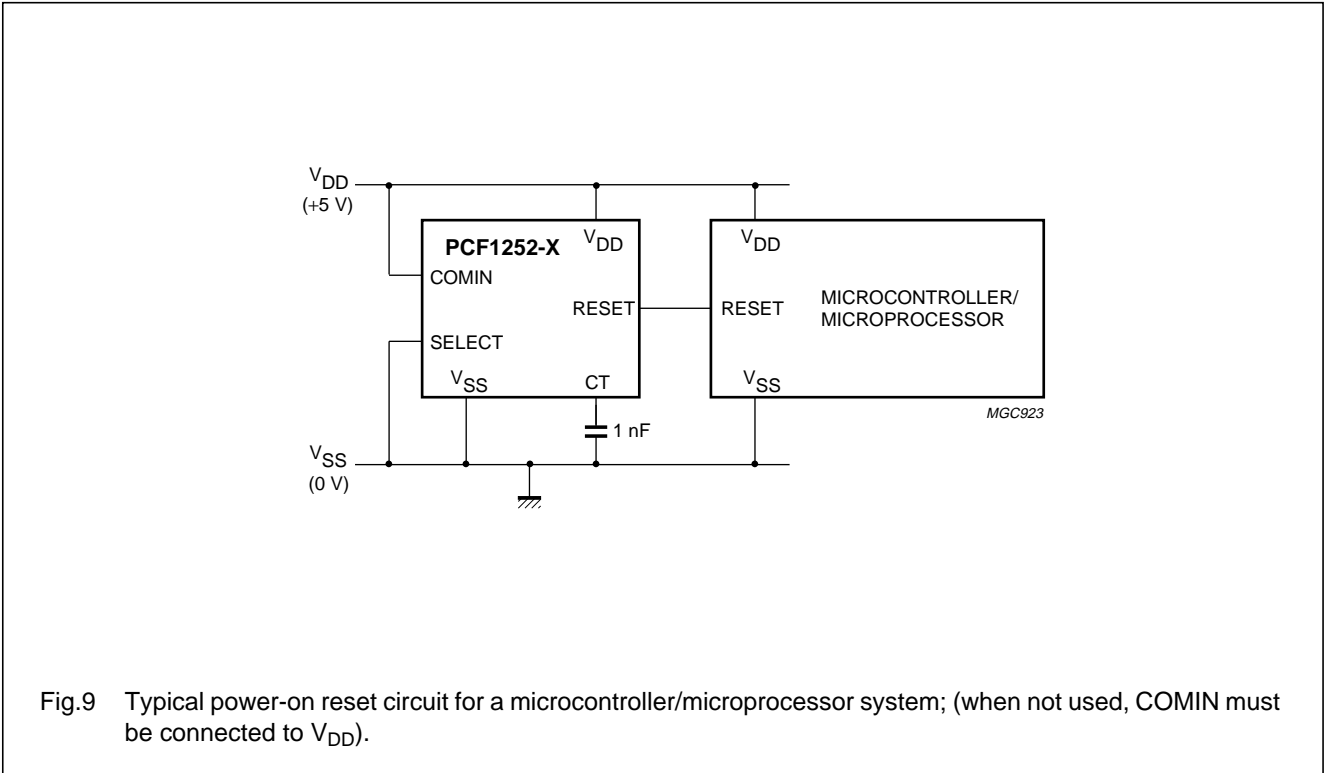 VDD
(+5 V)
PCF1252-X
VDD
VDD
COMIN
RESET
RESET
MICROCONTROLLER/
MICROPROCESSOR
SELECT
VSS
CT
VSS
MGC923
1 nF
VSS
(0 V)
Fig.9 Typical power-on reset circuit for a microcontroller/microprocessor system; (when not used, COMIN must
be connected to VDD).